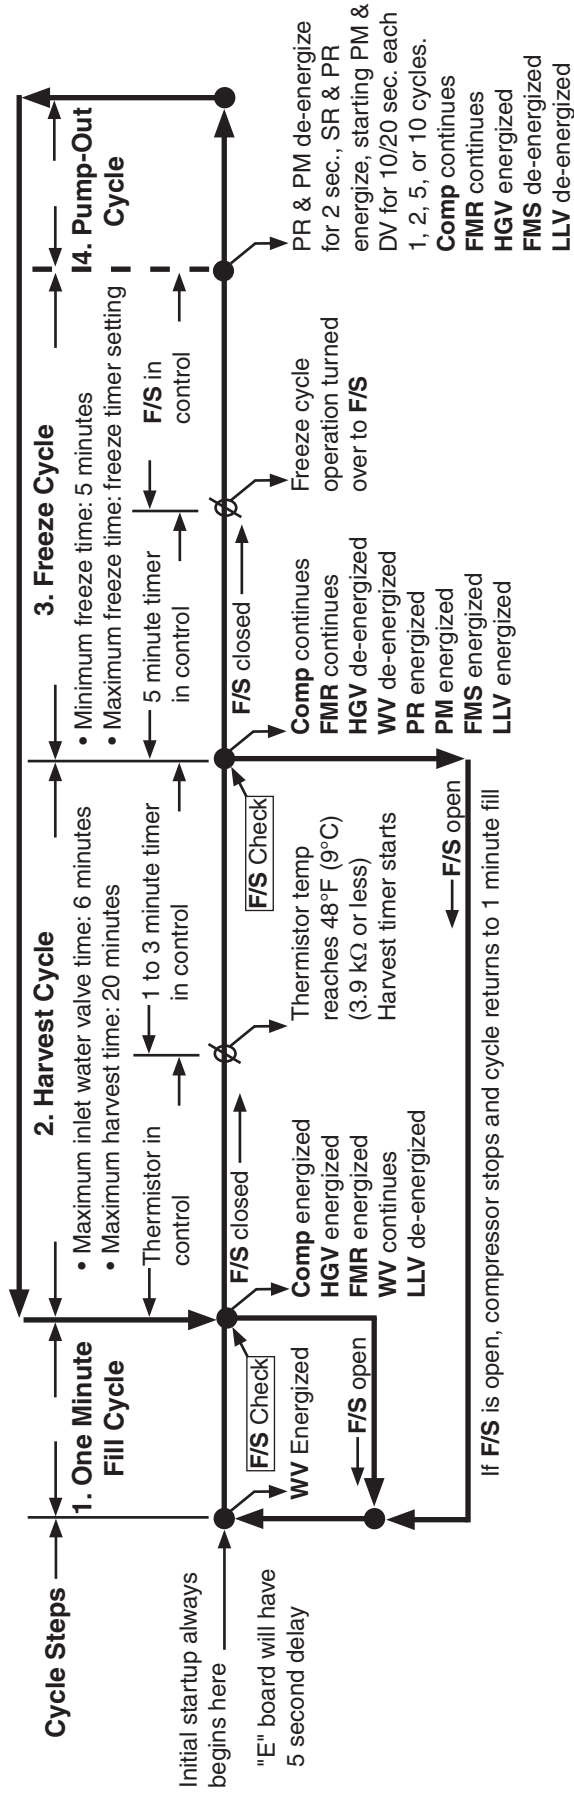 Cycle Steps
1. One Minute
Fill Cycle
2. Harvest Cycle
• Maximum inlet water valve time: 6 minutes
• Maximum harvest time: 20 minutes
3. Freeze Cycle
• Minimum freeze time: 5 minutes
• Maximum freeze timer: freeze timer setting
4. Pump-Out
Cycle
Thermistor in
control
1 to 3 minute timer
in control
5 minute timer
in control
F/S in
control
Initial startup always
begins here
"E" board will have
5 second delay
F/S Check
WV Energized
F/S open
F/S closed
Comp energized
HGV energized
FMR energized
WV continues
LLV de-energized
Thermistor temp
reaches 48°F (9°C)
(3.9 kΩ or less)
Harvest timer starts
F/S Check
F/S open
F/S closed
Comp continues
FMR continues
HGV de-energized
WV de-energized
PR energized
PM energized
FMS energized
LLV energized
Freeze cycle
operation turned
over to F/S
PR & PM de-energize
for 2 sec., SR & PR
energize, starting PM &
DV for 10/20 sec. each
1, 2, 5, or 10 cycles.
Comp continues
FMR continues
HGV energized
FMS de-energized
LLV de-energized
If F/S is open, compressor stops and cycle returns to 1 minute fill